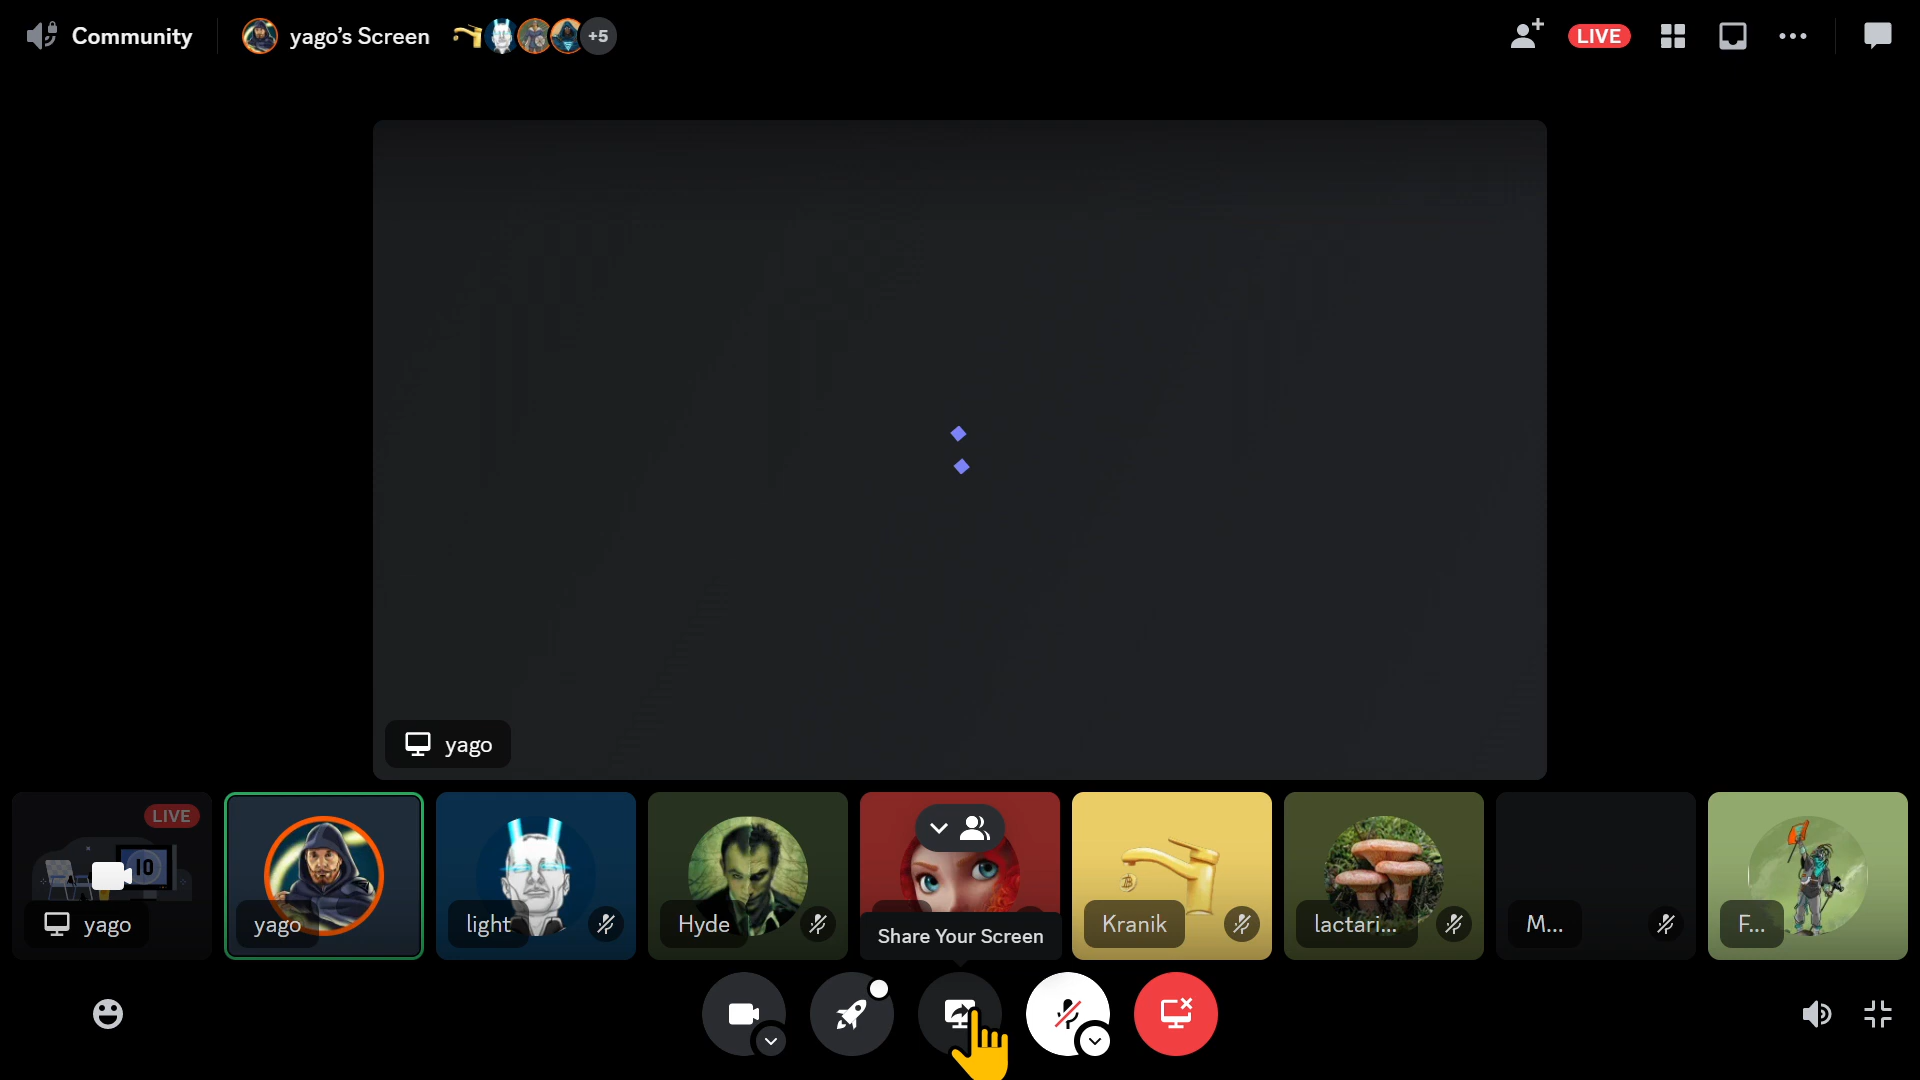 Community
yago's Screen
+5
LIVE
yago
LIVE
10
yago
yago
light
Hyde
Share Your Screen
Kranik
lactari...
M...
F...